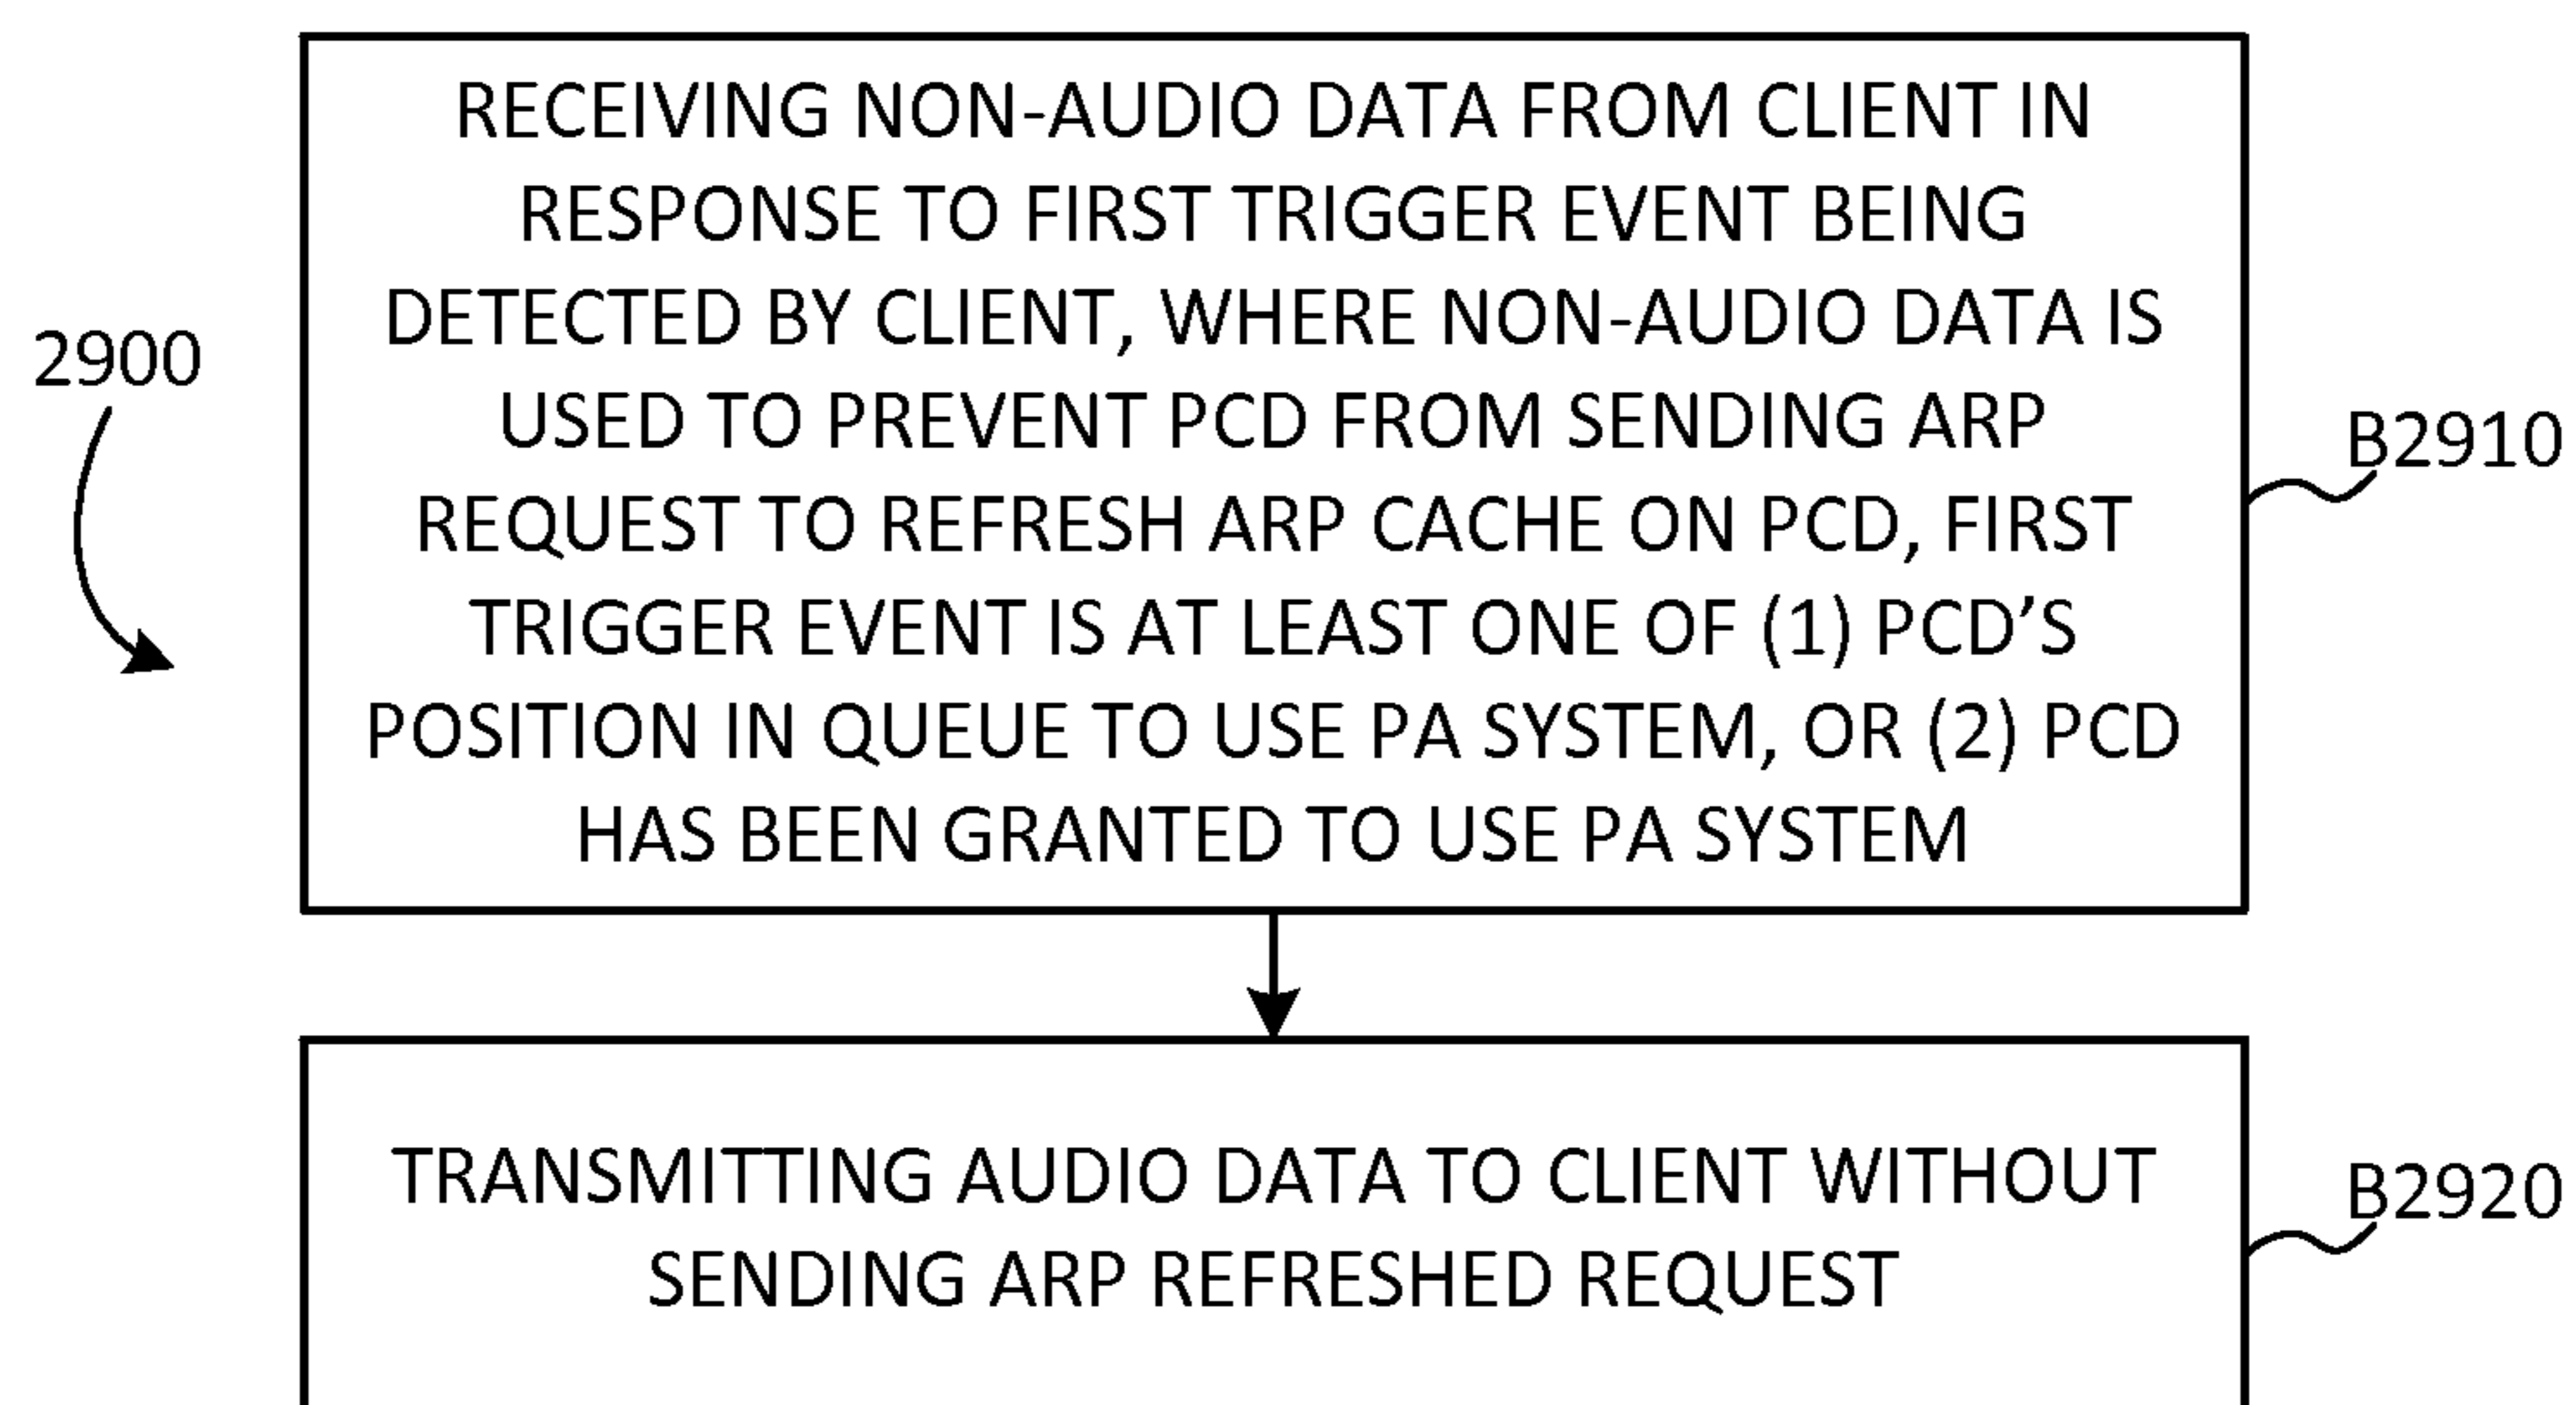 RECEIVING NON-AUDIO DATA FROM CLIENT IN
RESPONSE TO FIRST TRIGGER EVENT BEING
DETECTED BY CLIENT, WHERE NON-AUDIO DATA IS
USED TO PREVENT PCD FROM SENDING ARP
REQUEST TO REFRESH ARP CACHE ON PCD, FIRST
TRIGGER EVENT IS AT LEAST ONE OF (1) PCD’S
POSITION IN QUEUE TO USE PA SYSTEM, OR (2) PCD
HAS BEEN GRANTED TO USE PA SYSTEM
2900
B2910
TRANSMITTING AUDIO DATA TO CLIENT WITHOUT
SENDING ARP REFRESHED REQUEST
B2920